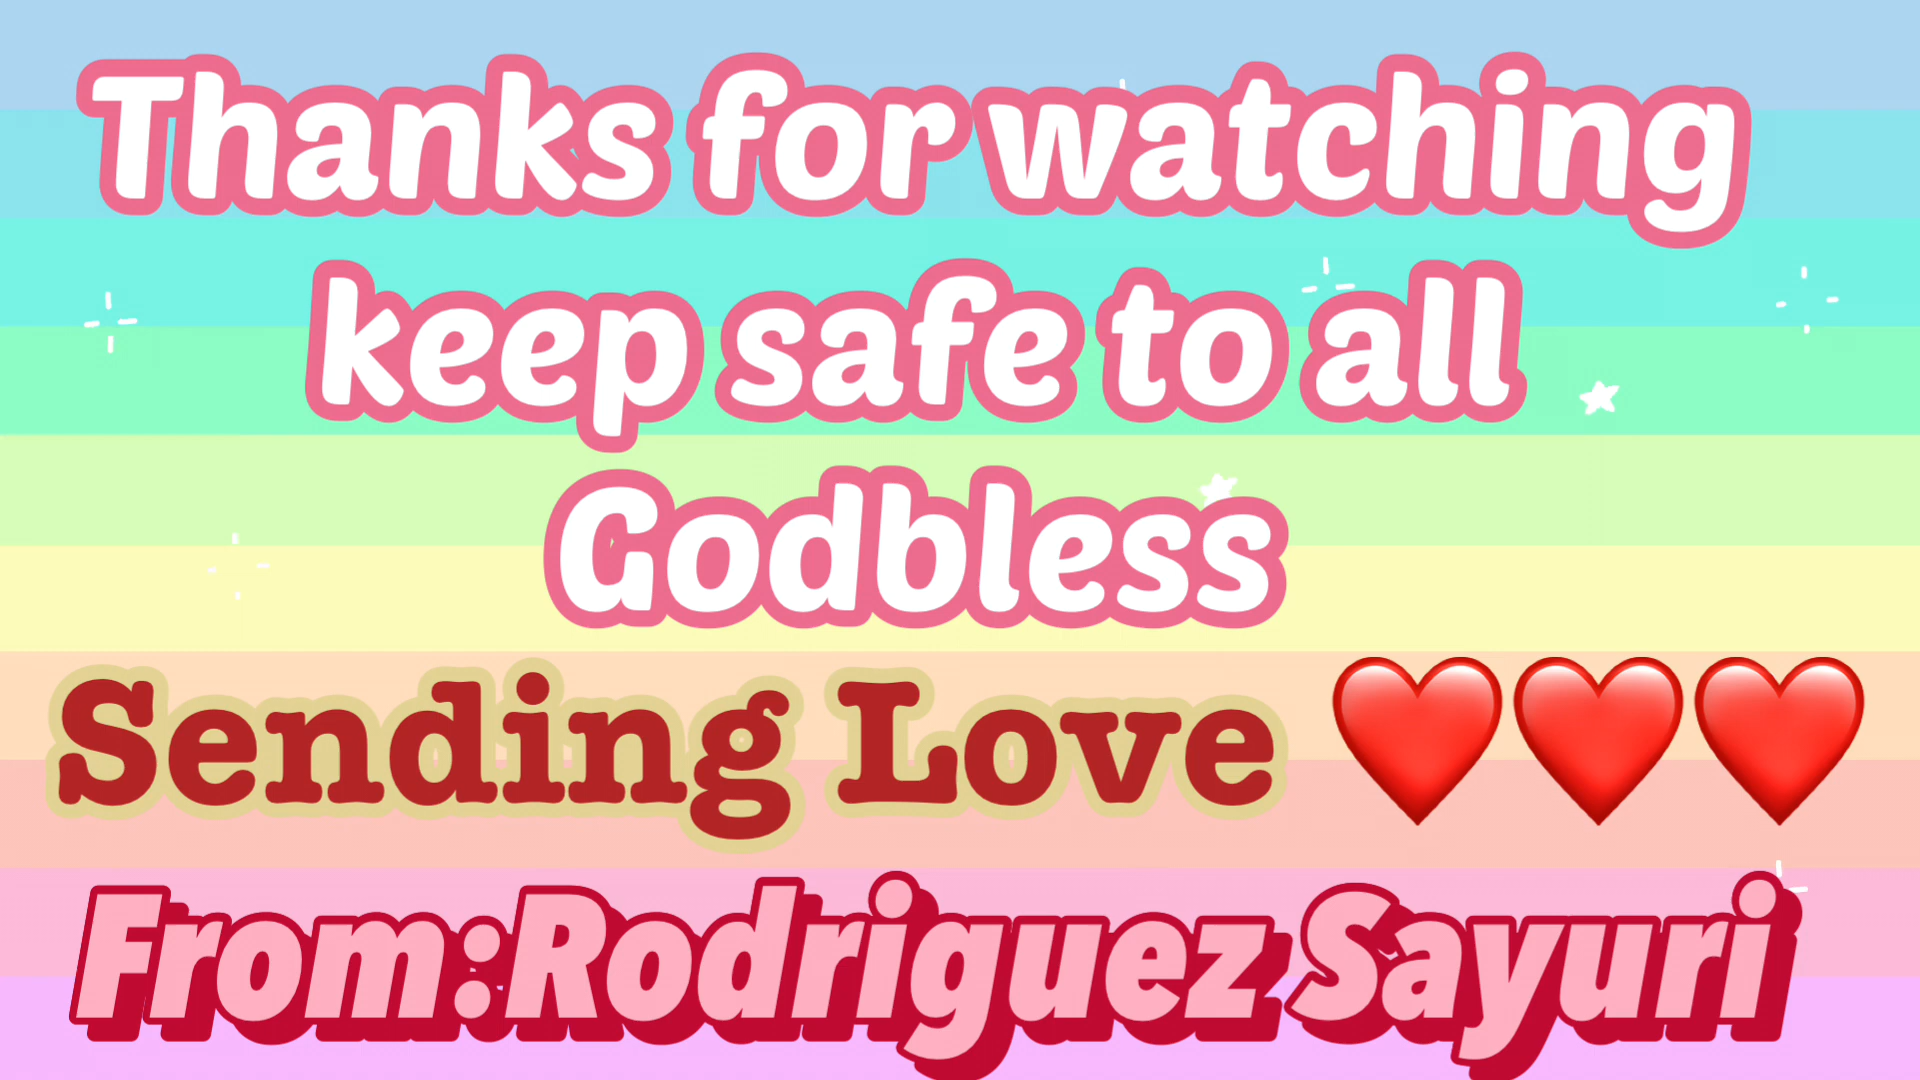 Thanks for watching
keep safe to all
Godbless
Sending Love ❤️❤️❤️
From:Rodriguez Sayuri